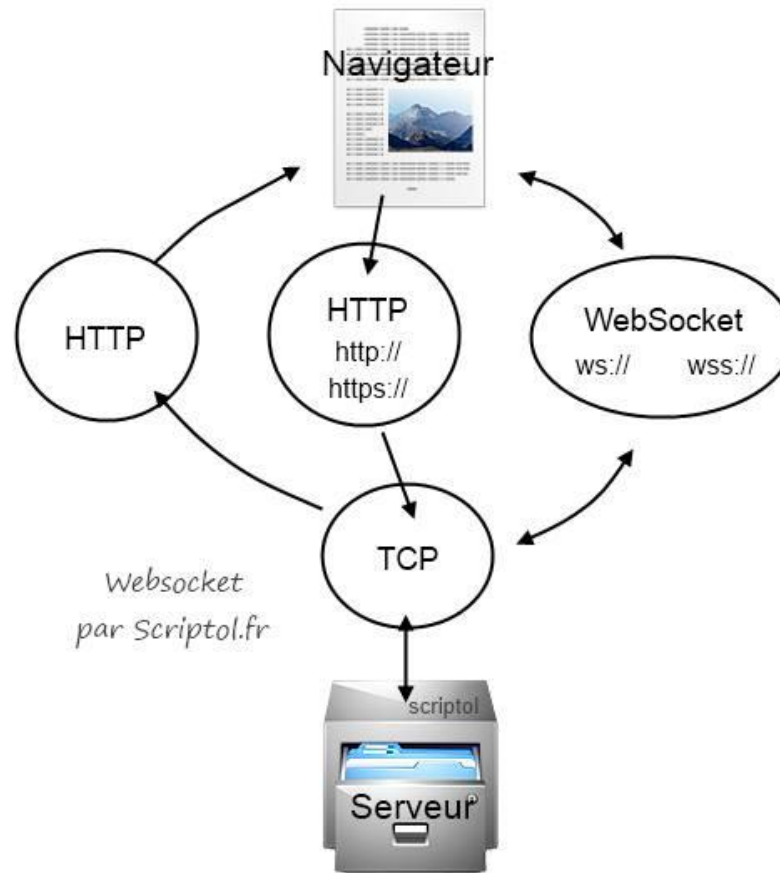 Navigateur
HTTP
HTTP
http://
https://
WebSocket
ws:// wss://
TCP
Websocket
par Scriptol.fr
scriptol
Serveur